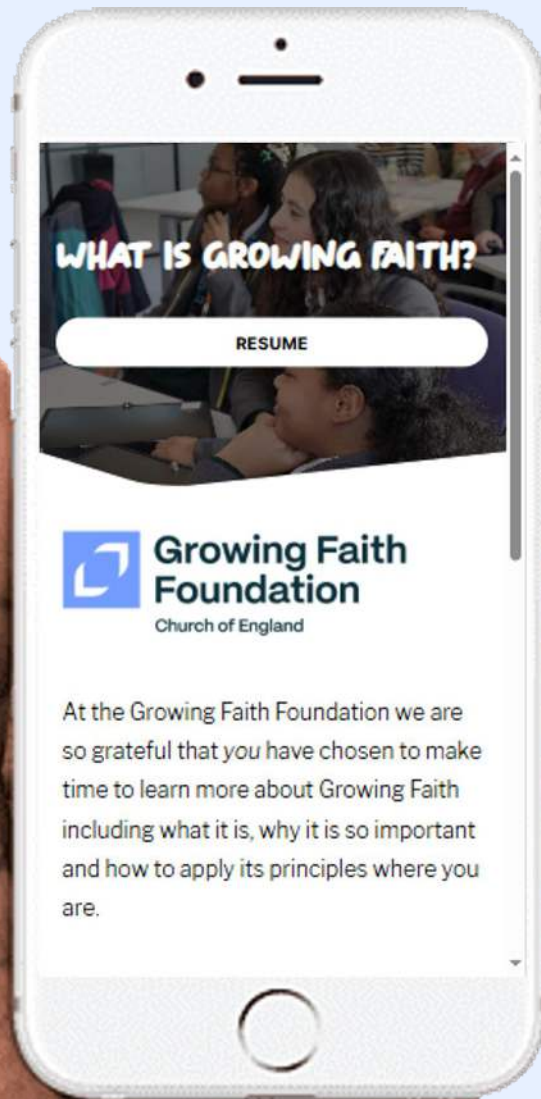 WHAT IS GROWING FAITH?
RESUME
Growing Faith
Foundation
Church of England
At the Growing Faith Foundation we are
so grateful that you have chosen to make
time to learn more about Growing Faith
including what it is, why it is so important
and how to apply its principles where you
are.